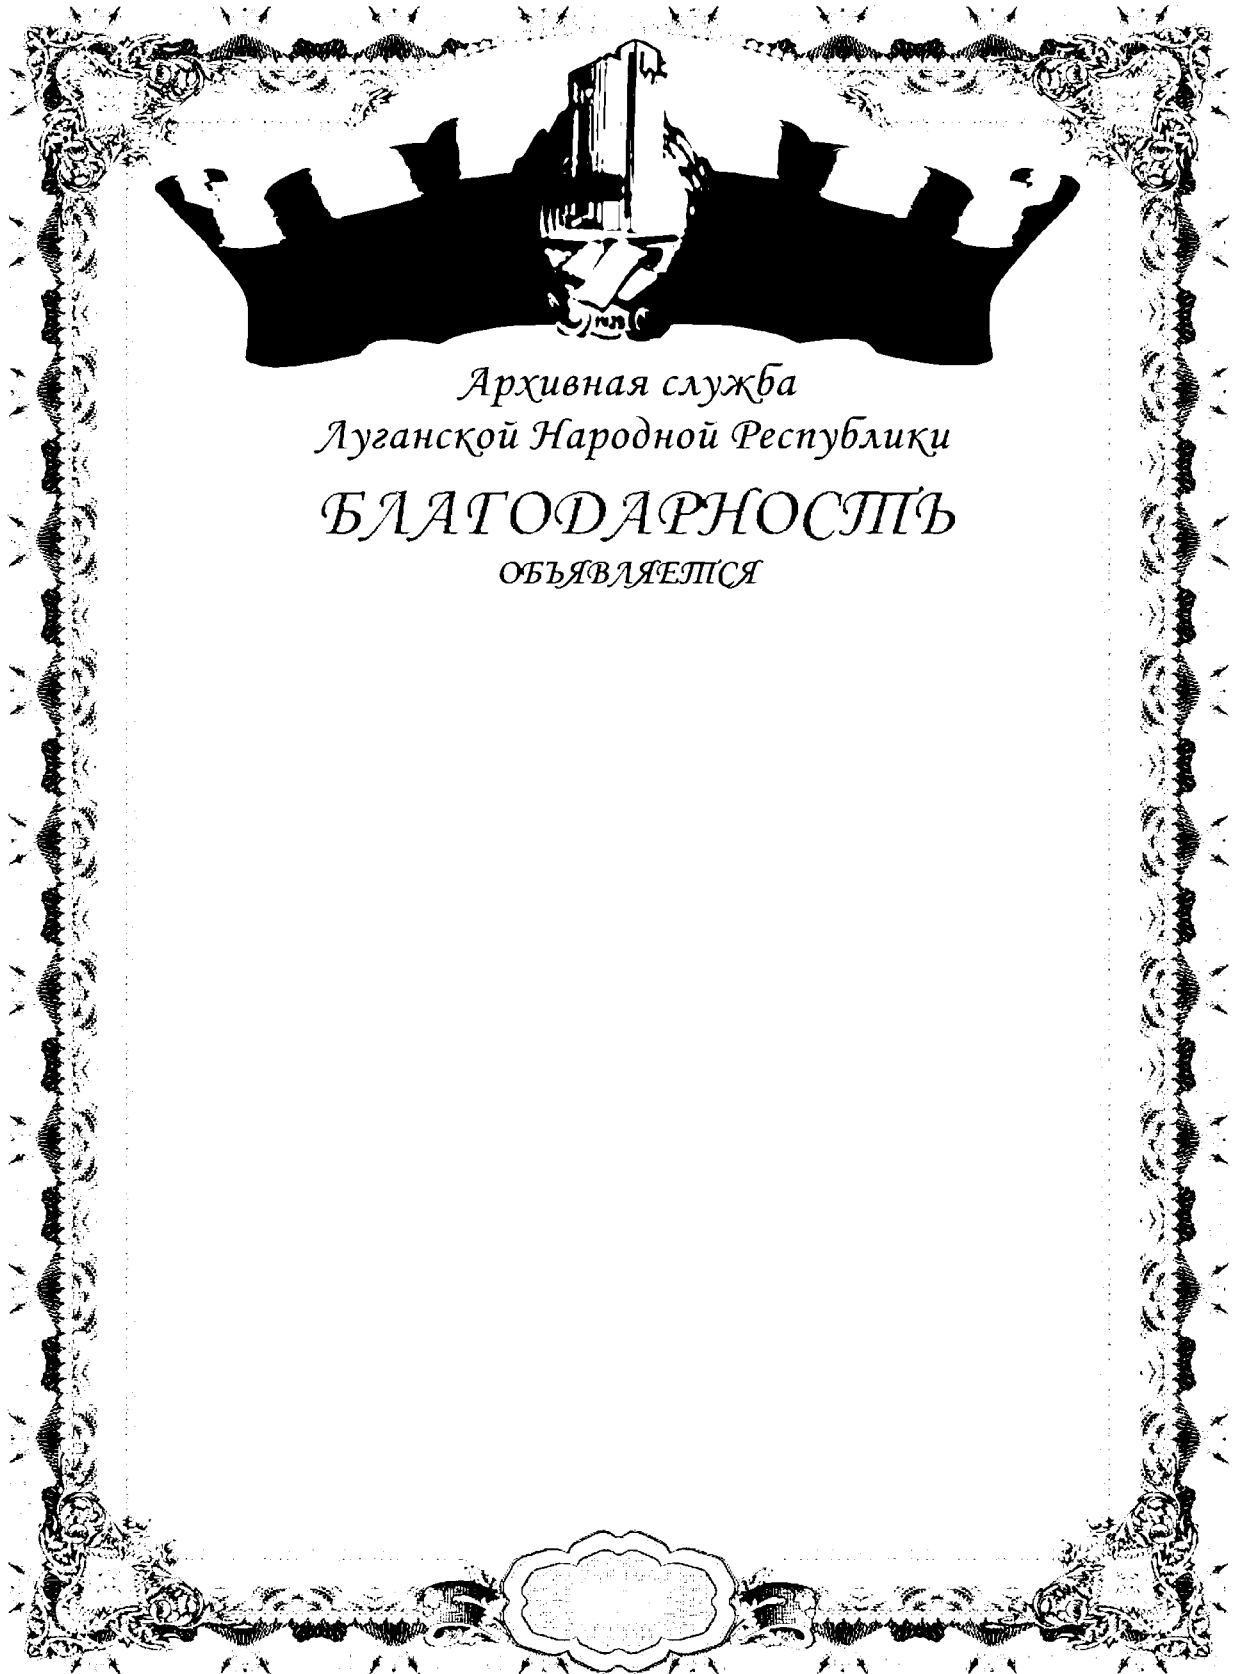 Архивная служба
Луганской Народной Республики
БЛАГОДАРНОСТЬ
ОБЪЯВЛЯЕТСЯ